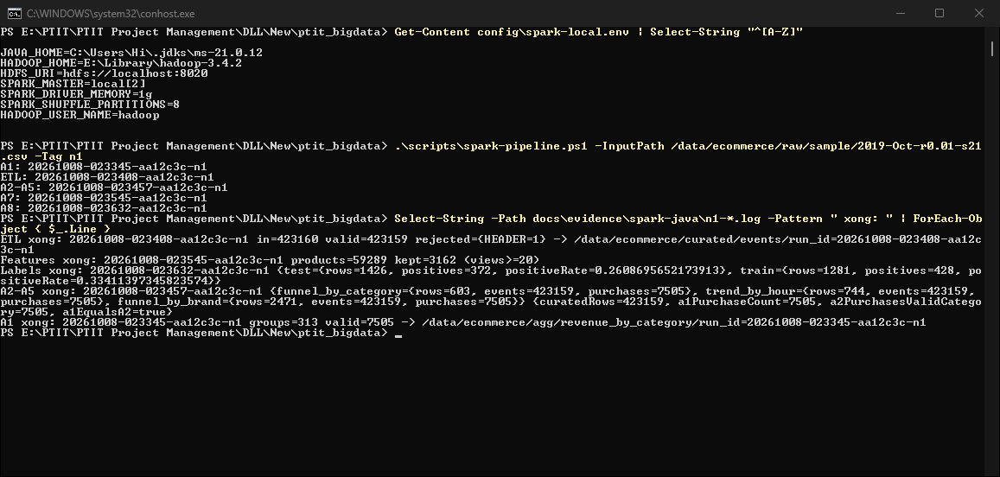 C:\WINDOWS\system32\conhost.exe
PS E:\PTIT\PTIT Project Management\DLL\New\ptit_bigdata> Get-Content config\spark-local.env | Select-String "^[A-Z]"
JAVA_HOME=C:\Users\Hi\.jdks\ms-21.0.12
HADOOP_HOME=E:\Library\hadoop-3.4.2
HDFS_URI=hdfs://localhost:8020
SPARK_MASTER=local[2]
SPARK_DRIVER_MEMORY=1g
SPARK_SHUFFLE_PARTITIONS=8
HADOOP_USER_NAME=hadoop
PS E:\PTIT\PTIT Project Management\DLL\New\ptit_bigdata> .\scripts\spark-pipeline.ps1 -InputPath /data/ecommerce/raw/sample/2019-Oct-r0.01-s21
.csv -Tag n1
A1: 20261008-023345-aa12c3c-n1
ETL: 20261008-023408-aa12c3c-n1
A2-A5: 20261008-023457-aa12c3c-n1
A7: 20261008-023545-aa12c3c-n1
A8: 20261008-023632-aa12c3c-n1
PS E:\PTIT\PTIT Project Management\DLL\New\ptit_bigdata> Select-String -Path docs\evidence\*spark-java\n1-*.log -Pattern " xong: " | ForEach-Ob
ject { $_.Line }
ETL xong: 20261008-023408-aa12c3c-n1 in=423160 valid=423159 rejected={HEADER=1} -> /data/ecommerce/curated/events/run_id=20261008-023408-aa12c
3c-n1
Features xong: 20261008-023545-aa12c3c-n1 products=59289 kept=3162 (views>=20)
Labels xong: 20261008-023632-aa12c3c-n1 {test={rows=1426, positives=372, positiveRate=0.2608695652173913}, train={rows=1281, positives=428, po
sitiveRate=0.33411397345823574}}
A2-A5 xong: 20261008-023457-aa12c3c-n1 {funnel_by_category={rows=603, events=423159, purchases=7505}, trend_by_hour={rows=744, events=423159,
purchases=7505}, funnel_by_brand={rows=2471, events=423159, purchases=7505}} {curatedRows=423159, a1PurchaseCount=7505, a2PurchasesValidCatego
ry=7505, a1EqualsA2=true}
A1 xong: 20261008-023345-aa12c3c-n1 groups=313 valid=7505 -> /data/ecommerce/agg/revenue_by_category/run_id=20261008-023345-aa12c3c-n1
PS E:\PTIT\PTIT Project Management\DLL\New\ptit_bigdata> _